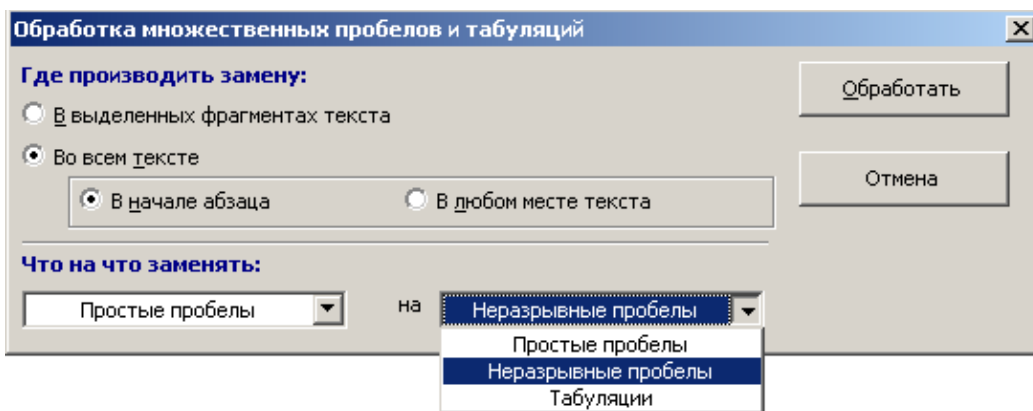 Обработка множественных пробелов и табуляций
Где производить замену:
Обработать
В выделенных фрагментах текста
Во всем тексте
Отмена
В начале абзаца В любом месте текста
Что на что заменять:
Простые пробелы на Неразрывные пробелы
Простые пробелы
Неразрывные пробелы
Табуляции